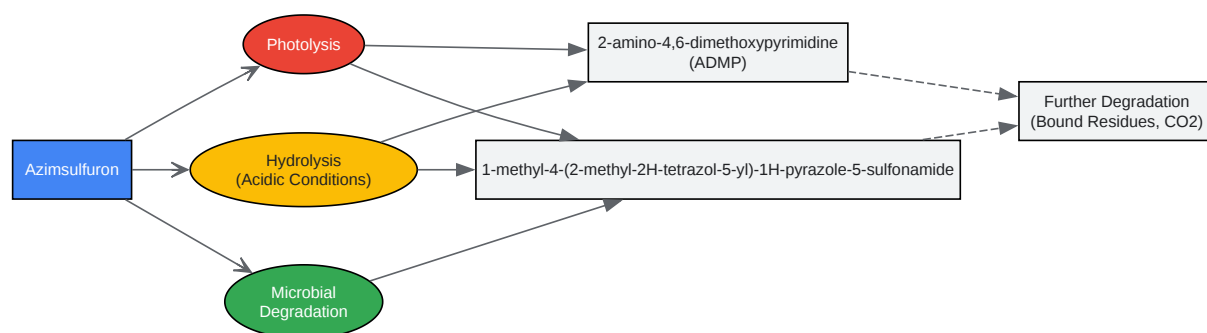 Photolysis
2-amino-4,6-dimethoxypyrimidine
(ADMP)
Further Degradation
(Bound Residues, CO2)
Azimsulfuron
Hydrolysis
(Acidic Conditions)
1-methyl-4-(2-methyl-2H-tetrazol-5-yl)-1H-pyrazole-5-sulfonamide
Microbial
Degradation